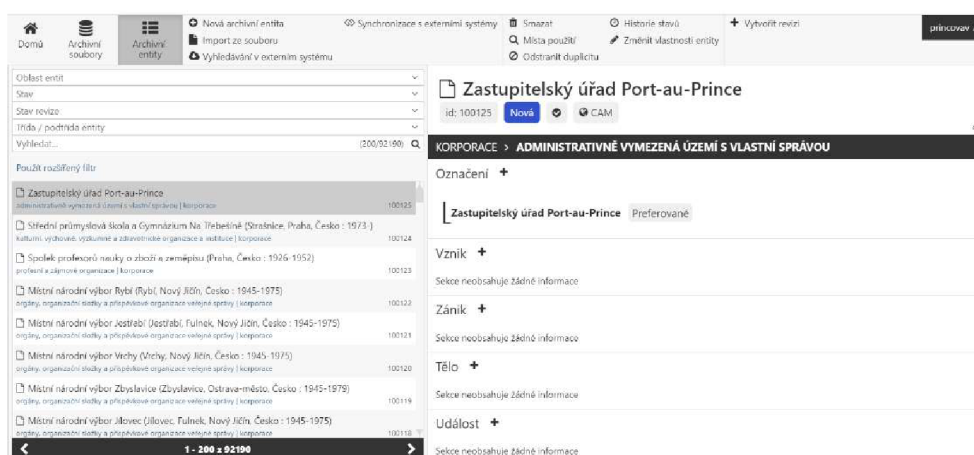 Domů
Archivní soubory
Archivní entity
Nová archivní entita
Import ze souboru
Vyhledávání v externím systému
Synchronizace s externími systémy
Smazat
Místa použití
Odstranit duplicitu
Historie stavů
Změnit vlastnosti entity
Vytvořit revizi
princovav
Oblast entit
Stav
Stav revize
Třída / podtřída entity
Vyhledat... (200/92190)
Použít rozšířený filtr
Zastupitelský úřad Port-au-Prince
administrativně vymezená území s vlastní správou | korporace 100125
Střední průmyslová škola a Gymnázium Na Třebešíně (Strašnice, Praha, Česko : 1973-)
kulturní, výchovné, výzkumné a zdravotnické organizace a instituce | korporace 100124
Spolek profesorů nauky o zboží a zeměpisu (Praha, Česko : 1926-1952)
profesní a zájmové organizace | korporace 100123
Místní národní výbor Rybí (Rybí, Nový Jičín, Česko : 1945-1975)
orgány, organizační složky a příspěvkové organizace veřejné správy | korporace 100122
Místní národní výbor Jestřabí (Jestřabí, Fulnek, Nový Jičín, Česko : 1945-1975)
orgány, organizační složky a příspěvkové organizace veřejné správy | korporace 100121
Místní národní výbor Vrchy (Vrchy, Nový Jičín, Česko : 1945-1975)
orgány, organizační složky a příspěvkové organizace veřejné správy | korporace 100120
Místní národní výbor Zbyslavice (Zbyslavice, Ostrava-město, Česko : 1945-1979)
orgány, organizační složky a příspěvkové organizace veřejné správy | korporace 100119
Místní národní výbor Jílovec (Jílovec, Fulnek, Nový Jičín, Česko : 1945-1975)
orgány, organizační složky a příspěvkové organizace veřejné správy | korporace 100118
1 - 200 z 92190
Zastupitelský úřad Port-au-Prince
id: 100125 Nová CAM
KORPORACE > ADMINISTRATIVNĚ VYMEZENÁ ÚZEMÍ S VLASTNÍ SPRÁVOU
Označení +
Zastupitelský úřad Port-au-Prince Preferované
Vznik +
Sekce neobsahuje žádné informace
Zánik +
Sekce neobsahuje žádné informace
Tělo +
Sekce neobsahuje žádné informace
Událost +
Sekce neobsahuje žádné informace